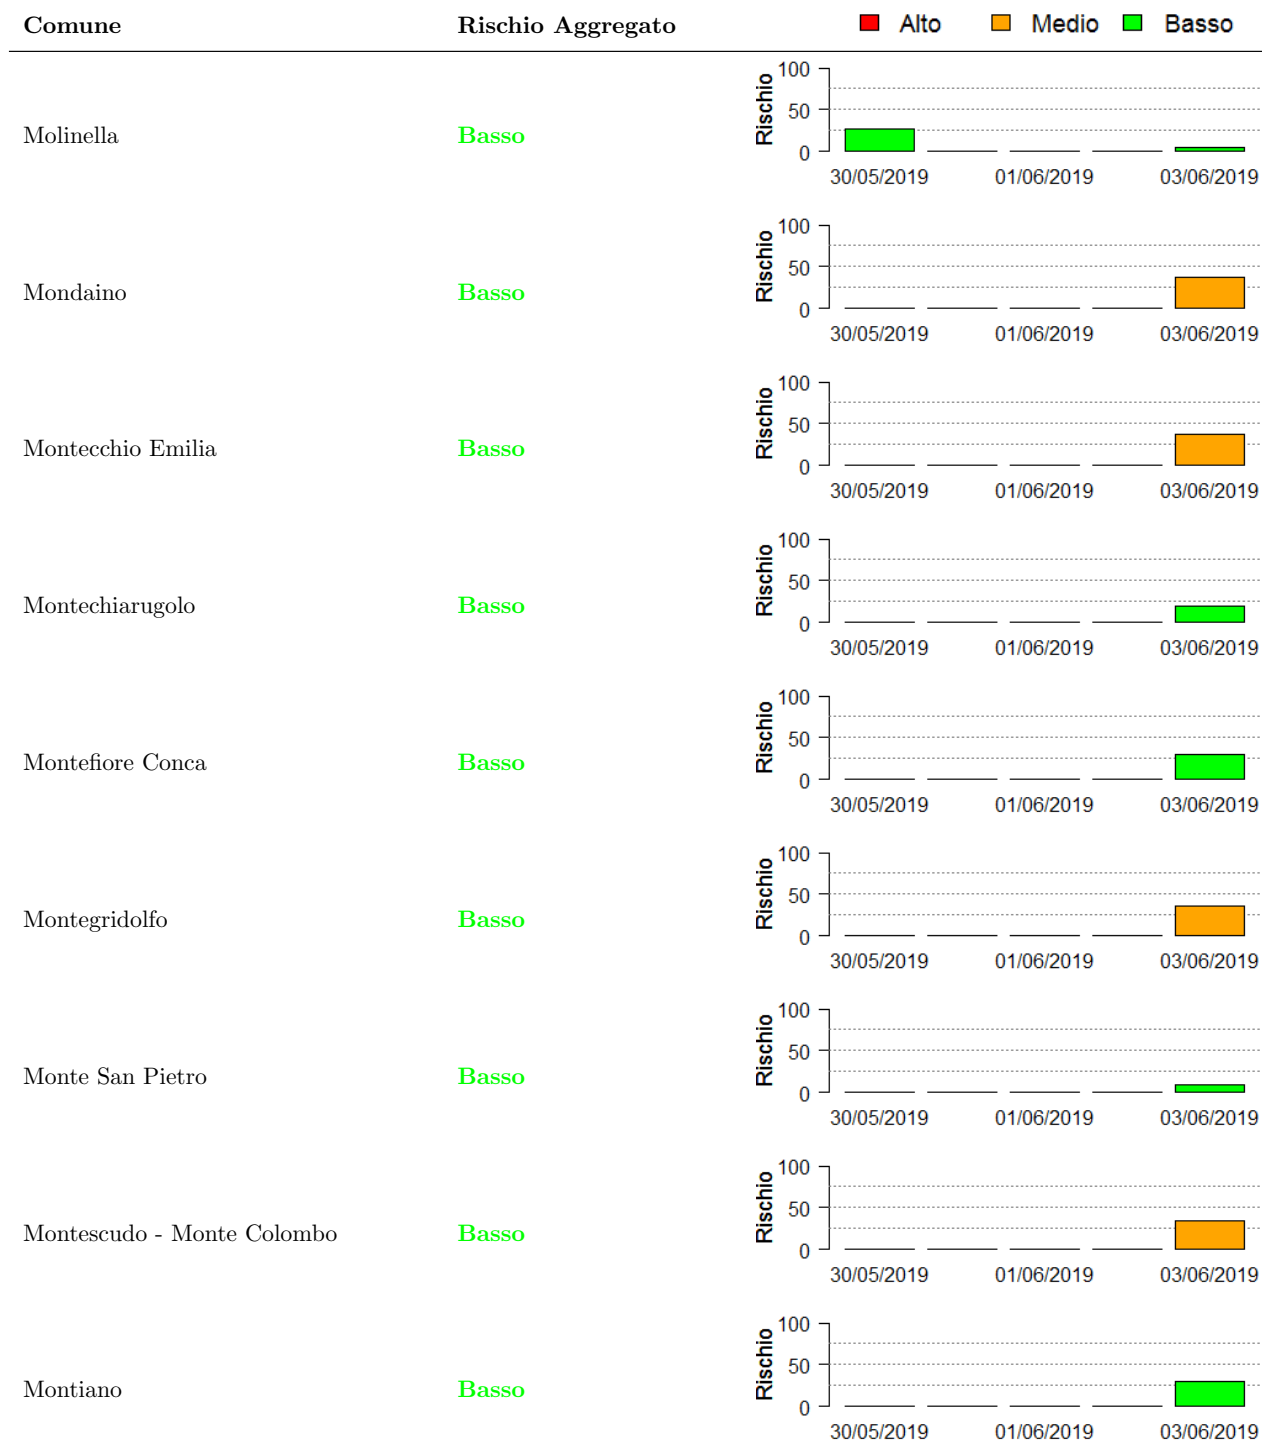 Comune Rischio Aggregato Alto Medio Basso
Molinella Basso
Rischio
100
50
0
30/05/2019 01/06/2019 03/06/2019
Mondaino Basso
Rischio
100
50
0
30/05/2019 01/06/2019 03/06/2019
Montecchio Emilia Basso
Rischio
100
50
0
30/05/2019 01/06/2019 03/06/2019
Montechiarugolo Basso
Rischio
100
50
0
30/05/2019 01/06/2019 03/06/2019
Montefiore Conca Basso
Rischio
100
50
0
30/05/2019 01/06/2019 03/06/2019
Montegridolfo Basso
Rischio
100
50
0
30/05/2019 01/06/2019 03/06/2019
Monte San Pietro Basso
Rischio
100
50
0
30/05/2019 01/06/2019 03/06/2019
Montescudo - Monte Colombo Basso
Rischio
100
50
0
30/05/2019 01/06/2019 03/06/2019
Montiano Basso
Rischio
100
50
0
30/05/2019 01/06/2019 03/06/2019